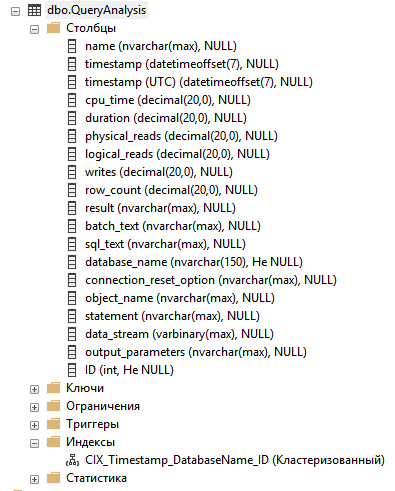 dbo.QueryAnalysis
Столбцы
name (nvarchar(max), NULL)
timestamp (datetimeoffset(7), NULL)
timestamp (UTC) (datetimeoffset(7), NULL)
cpu_time (decimal(20,0), NULL)
duration (decimal(20,0), NULL)
physical_reads (decimal(20,0), NULL)
logical_reads (decimal(20,0), NULL)
writes (decimal(20,0), NULL)
row_count (decimal(20,0), NULL)
result (nvarchar(max), NULL)
batch_text (nvarchar(max), NULL)
sql_text (nvarchar(max), NULL)
database_name (nvarchar(150), Не NULL)
connection_reset_option (nvarchar(max), NULL)
object_name (nvarchar(max), NULL)
statement (nvarchar(max), NULL)
data_stream (varbinary(max), NULL)
output_parameters (nvarchar(max), NULL)
ID (int, Не NULL)
Ключи
Ограничения
Триггеры
Индексы
CIX_Timestamp_DatabaseName_ID (Кластеризованный)
Статистика